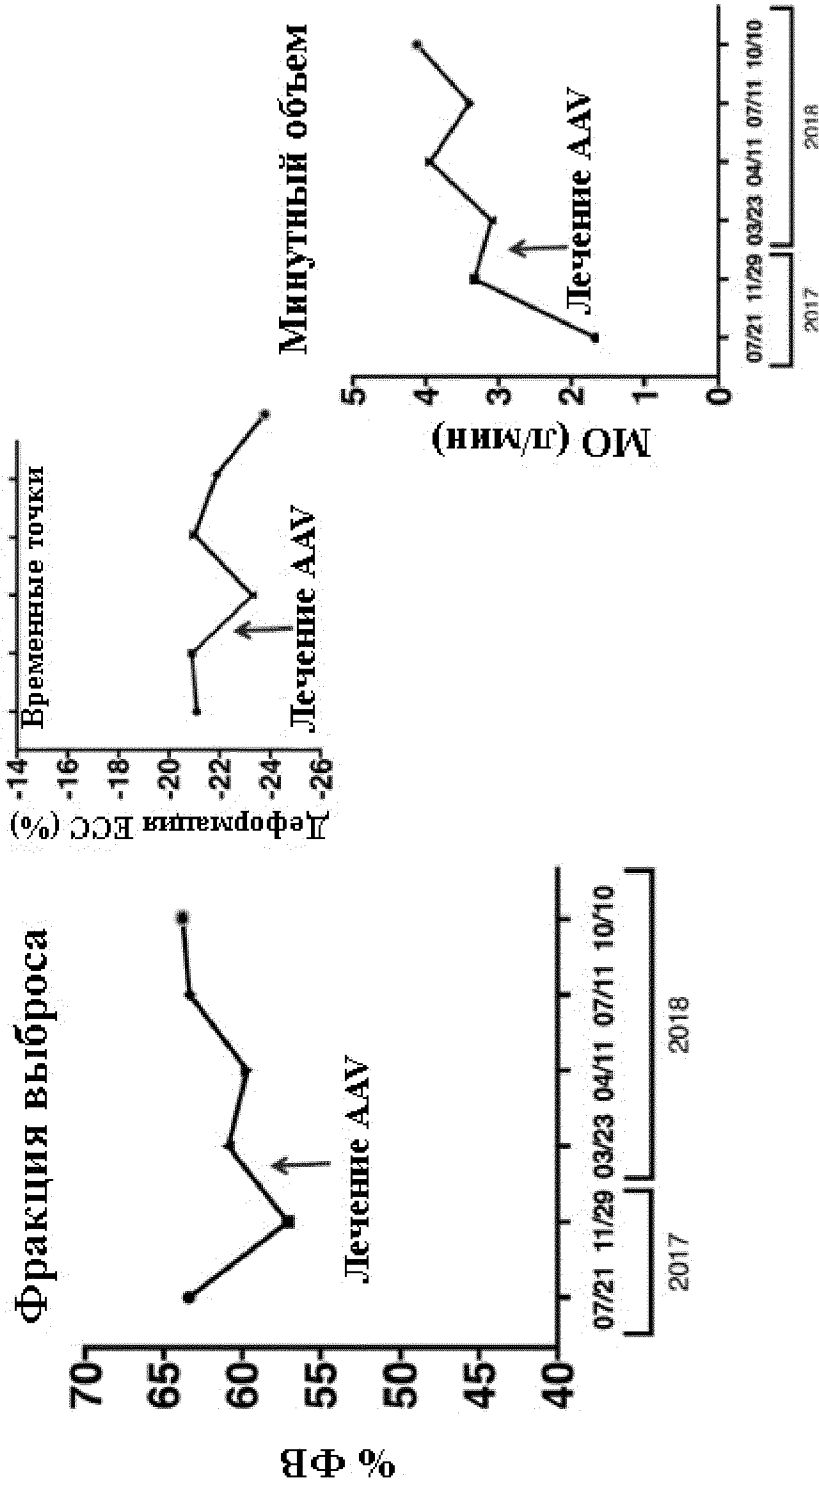 Фракция выброса
% ФВ
70
65
60
55
50
45
40
Лечение AAV
07/21 11/29 03/23 04/11 07/11 10/10
2017 2018
Деформация ECC (%)
-14
-16
-18
-20
-22
-24
-26
Временные точки
Лечение AAV
Минутный объем
МО (л/мин)
5
4
3
2
1
0
Лечение AAV
07/21 11/29 03/23 04/11 07/11 10/10
2017 2018